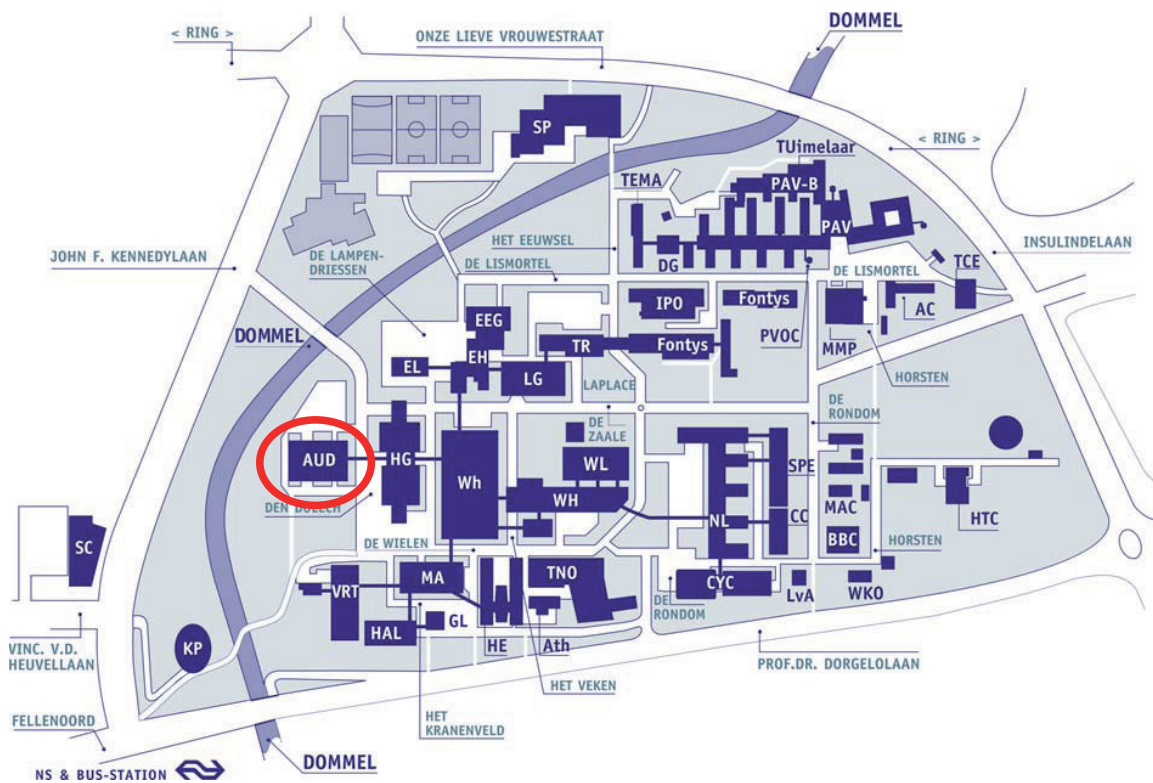 DOMMEL
< RING >
ONZE LIEVE VROUWESTRAAT
SP
< RING >
TUimelaar
TEMA
PAV-B
PAV
HET EEUWSEL
INSULINDELAAN
JOHN F. KENNEDYLAAN
DE LAMPEN-
DRIESSEN
DE LISMORTEL
DG
DE LISMORTEL
TCE
IPO
Fontys
AC
EEG
DOMMEL
PVOC
MMP
TR
Fontys
EH
EL
LG
HORSTEN
LAPLACE
DE
RONDOM
DE
ZAALE
AUD
HG
Wh
WL
SPE
WH
DEN DOLECH
MAC
HTC
NL
CC
SC
BBC
HORSTEN
DE WIELEN
MA
TNO
VRT
CYC
LvA
WKO
DE
RONDOM
GL
HAL
HE
Ath
KP
VINC. V.D.
HEUVELLAAN
PROF.DR. DORGELOLAAN
HET VEKEN
FELLENOORD
HET
KRANENVELD
DOMMEL
NS & BUS-STATION